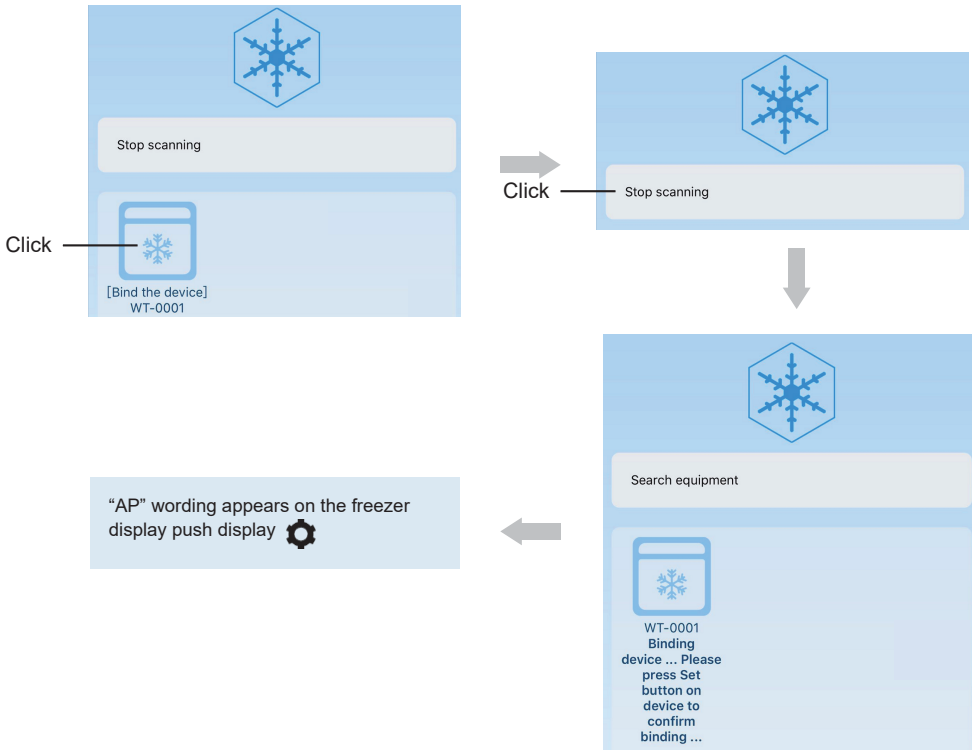 Stop scanning
Click
[Bind the device]
WT-0001
Click
Stop scanning
Search equipment
WT-0001
Binding
device ... Please
press Set
button on
device to
confirm
binding ...
“AP” wording appears on the freezer
display push display